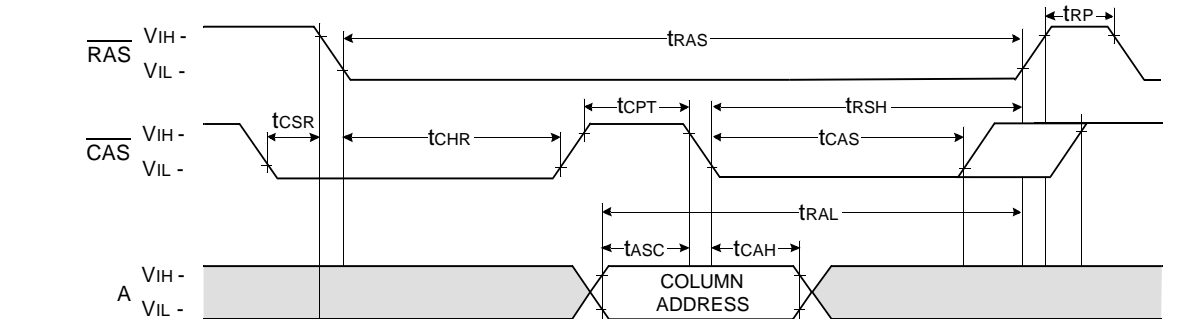 tRP
RAS
VIH -
VIL -
tRAS
tCSR
tCPT
tRSH
CAS
VIH -
VIL -
tCHR
tCAS
tRAL
tASC
tCAH
A
VIH -
VIL -
COLUMN
ADDRESS